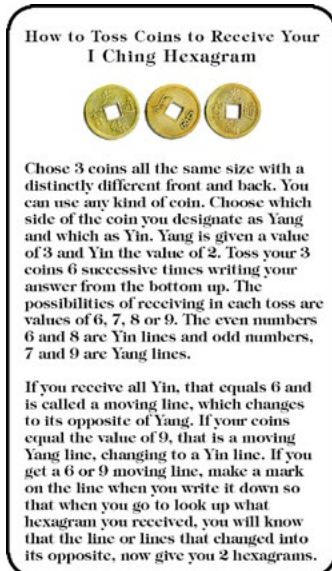 How to Toss Coins to Receive Your
I Ching Hexagram
Chose 3 coins all the same size with a
distinctly different front and back. You
can use any kind of coin. Choose which
side of the coin you designate as Yang
and which as Yin. Yang is given a value
of 3 and Yin the value of 2. Toss your 3
coins 6 successive times writing your
answer from the bottom up. The
possibilities of receiving in each toss are
values of 6, 7, 8 or 9. The even numbers
6 and 8 are Yin lines and odd numbers,
7 and 9 are Yang lines.
If you receive all Yin, that equals 6 and
is called a moving line, which changes
to its opposite of Yang. If your coins
equal the value of 9, that is a moving
Yang line, changing to a Yin line. If you
get a 6 or 9 moving line, make a mark
on the line when you write it down so
that when you go to look up what
hexagram you received, you will know
that the line or lines that changed into
its opposite, now give you 2 hexagrams.